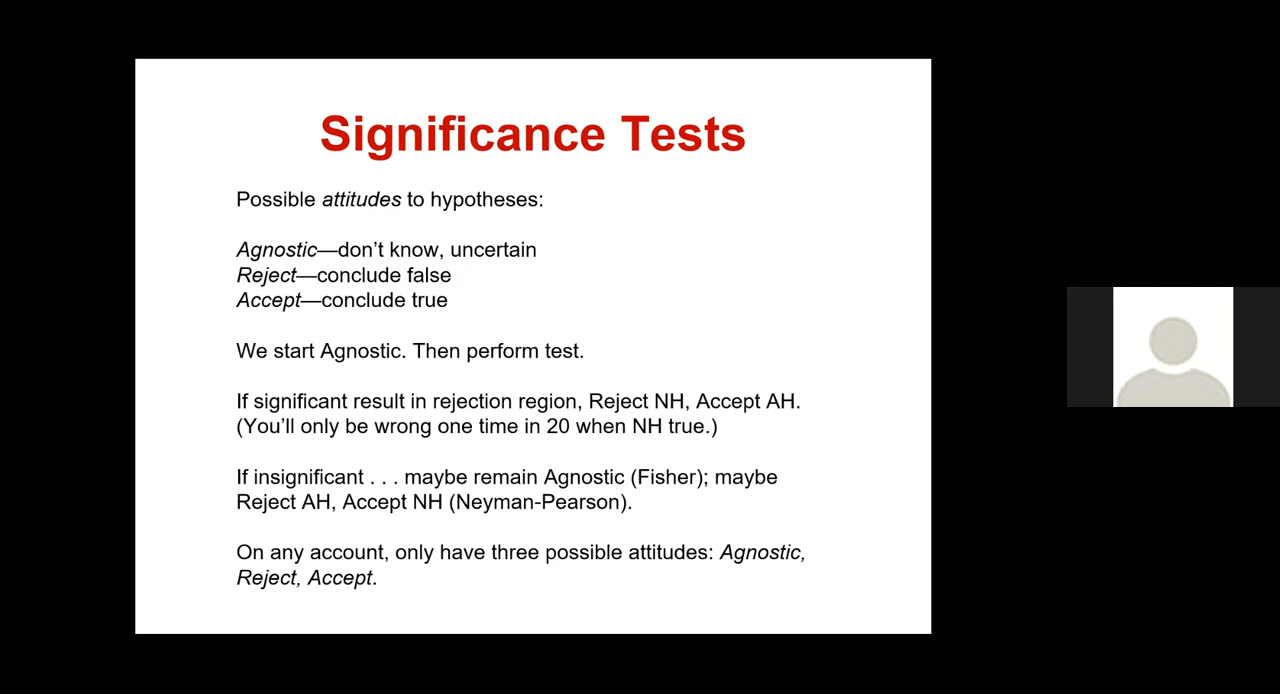 Significance Tests
Possible attitudes to hypotheses:
Agnostic—don’t know, uncertain
Reject—conclude false
Accept—conclude true
We start Agnostic. Then perform test.
If significant result in rejection region, Reject NH, Accept AH.
(You’ll only be wrong one time in 20 when NH true.)
If insignificant . . . maybe remain Agnostic (Fisher); maybe
Reject AH, Accept NH (Neyman-Pearson).
On any account, only have three possible attitudes: Agnostic,
Reject, Accept.